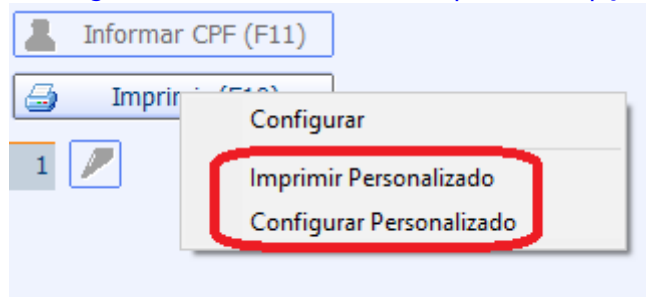 Informar CPF (F11)
Configurar
1
Imprimir Personalizado
Configurar Personalizado